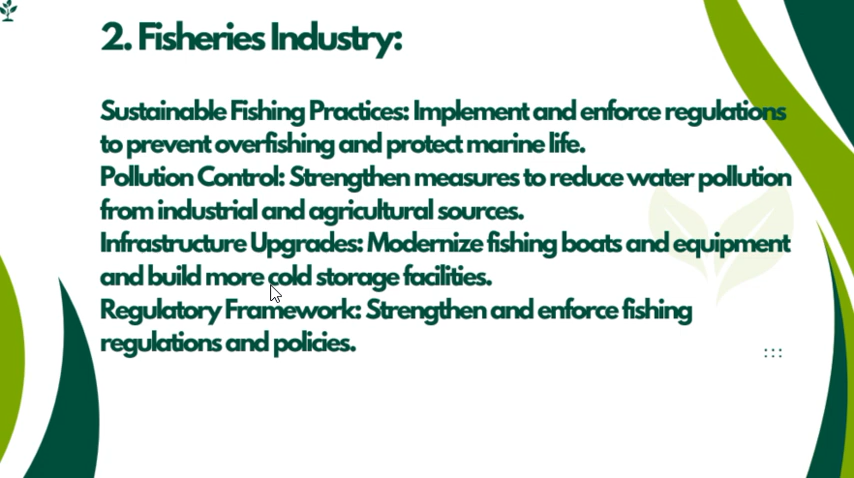 2. Fisheries Industry:
Sustainable Fishing Practices: Implement and enforce regulations
to prevent overfishing and protect marine life.
Pollution Control: Strengthen measures to reduce water pollution
from industrial and agricultural sources.
Infrastructure Upgrades: Modernize fishing boats and equipment
and build more cold storage facilities.
Regulatory Framework: Strengthen and enforce fishing
regulations and policies.